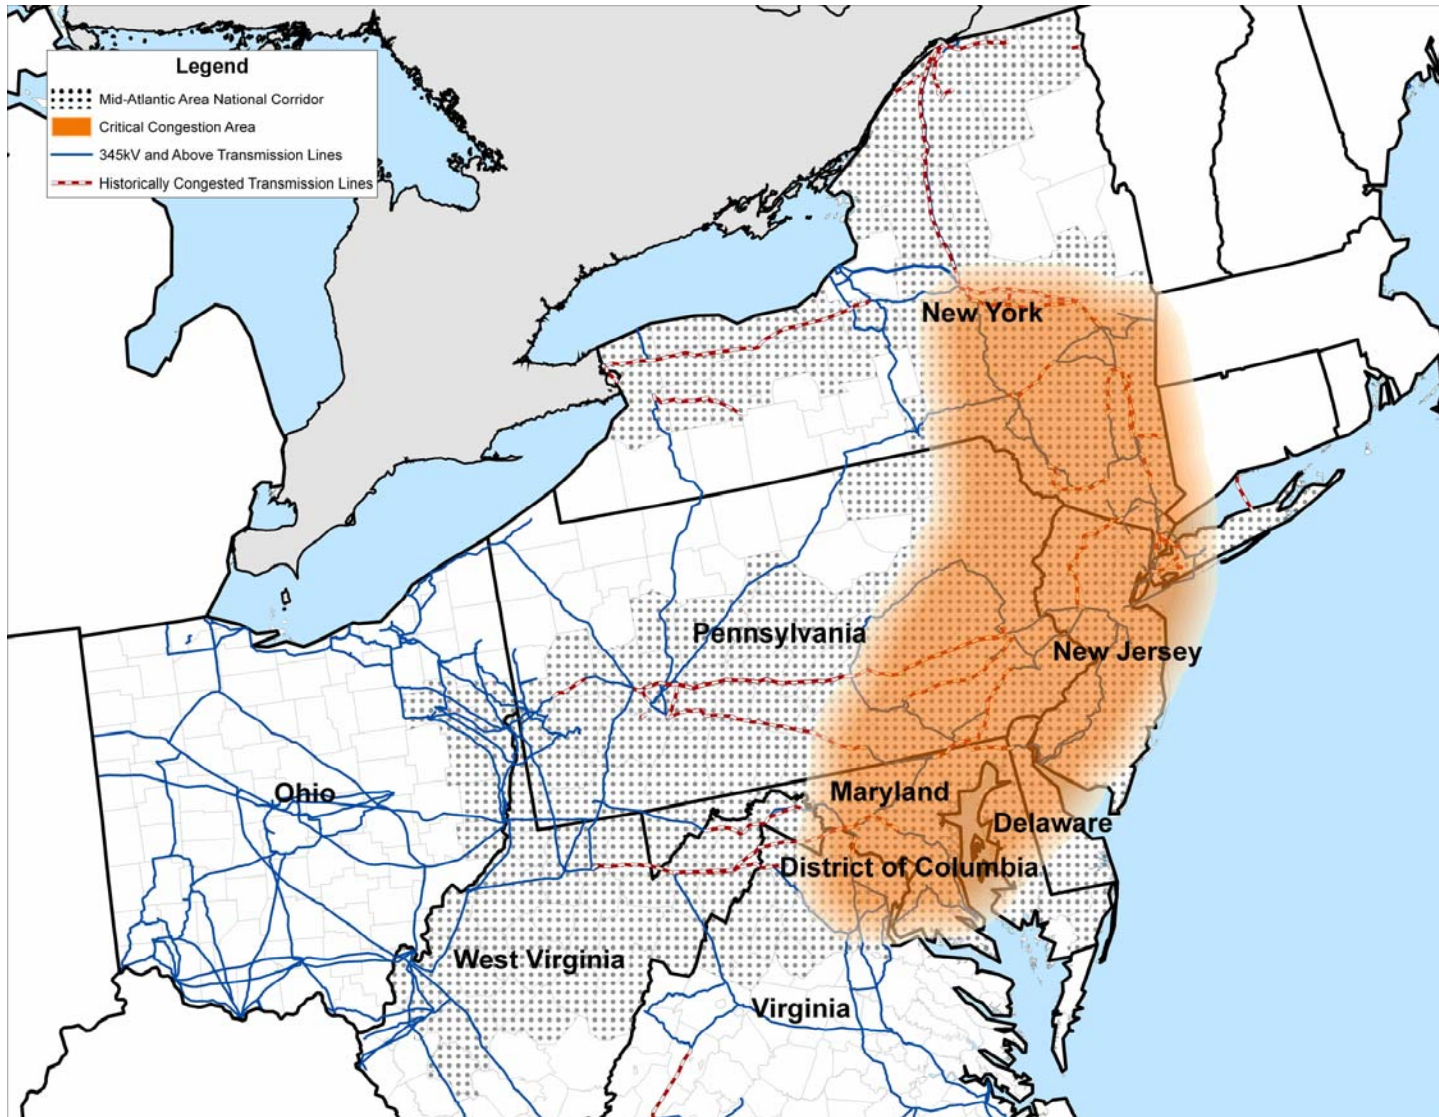 Legend
Mid-Atlantic Area National Corridor
Critical Congestion Area
345kV and Above Transmission Lines
Historically Congested Transmission Lines
New York
Pennsylvania
New Jersey
Ohio
Maryland
Delaware
District of Columbia
West Virginia
Virginia